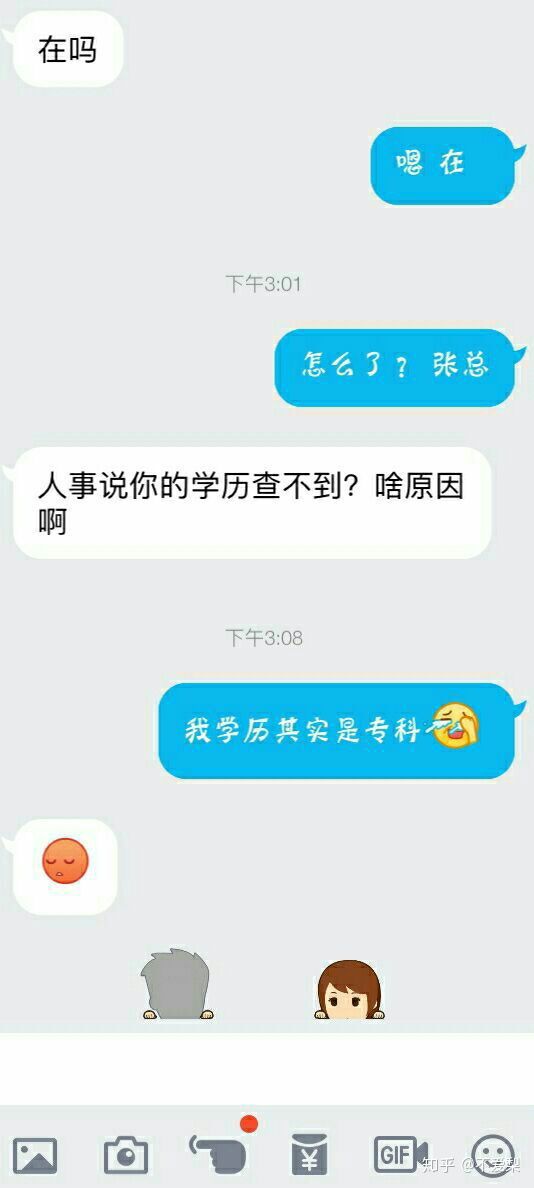 在吗
嗯 在
下午3:01
怎么了？ 张总
人事说你的学历查不到？啥原因
啊
下午3:08
我学历其实是专科
GIF
知乎 @不爱梨